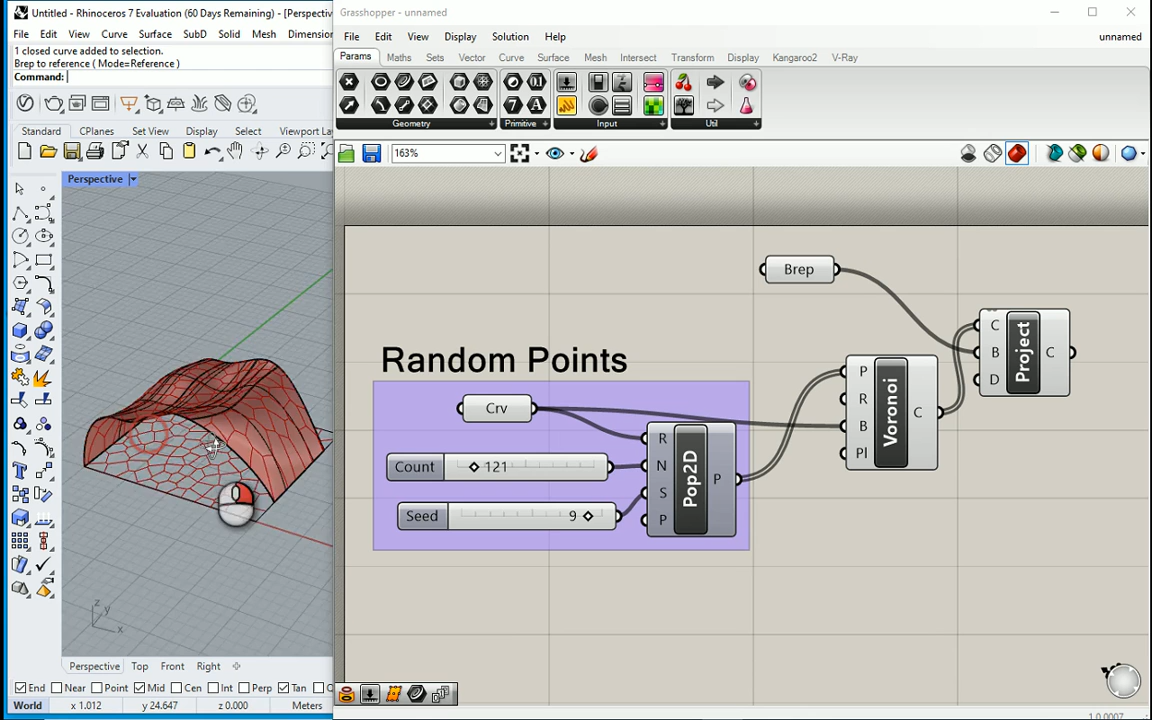 Untitled - Rhinoceros 7 Evaluation (60 Days Remaining) - [Perspective
File Edit View Curve Surface SubD Solid Mesh Dimension
1 closed curve added to selection.
Brep to reference ( Mode=Reference )
Command:
Standard CPlanes Set View Display Select Viewport La
Perspective
z
y
x
Perspective Top Front Right
End Near Point Mid Cen Int Perp Tan
World x 1.012 y 24.647 z 0.000 Meters
Grasshopper - unnamed
File Edit View Display Solution Help unnamed
Params Maths Sets Vector Curve Surface Mesh Intersect Transform Display Kangaroo2 V-Ray
Geometry Primitive Input Util
163%
Brep
C
B
D
Project
C
Random Points
Crv
Count 121
Seed 9
R
N
S
P
Pop2D
P
P
R
B
Pl
Voronoi
C
1.0.0007